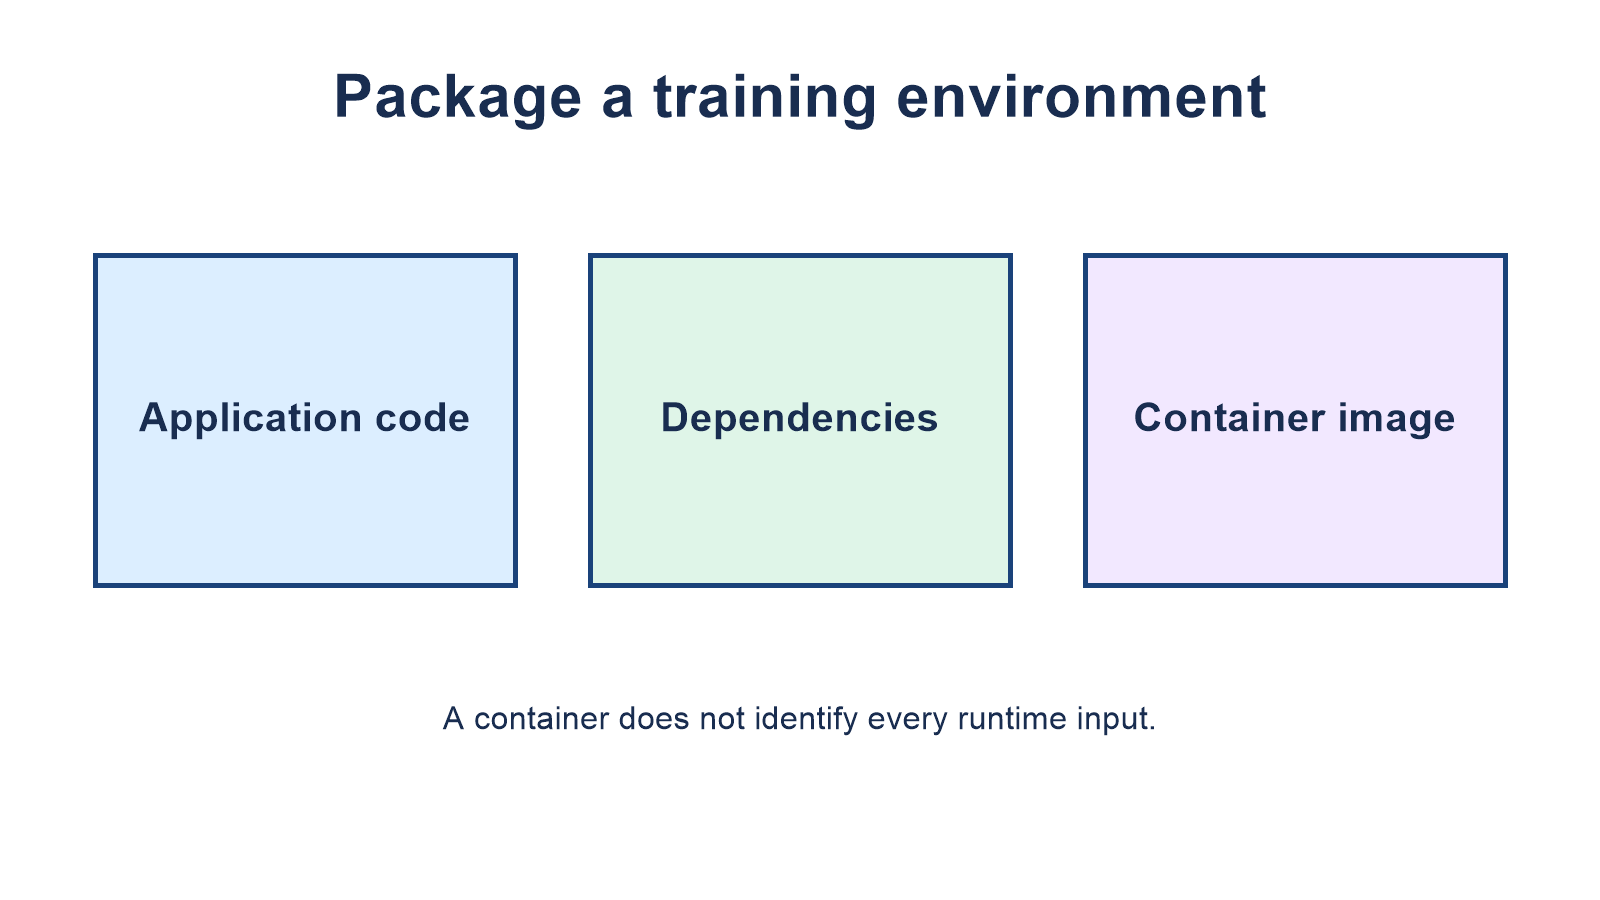 Package a training environment
Application code
Dependencies
Container image
A container does not identify every runtime input.